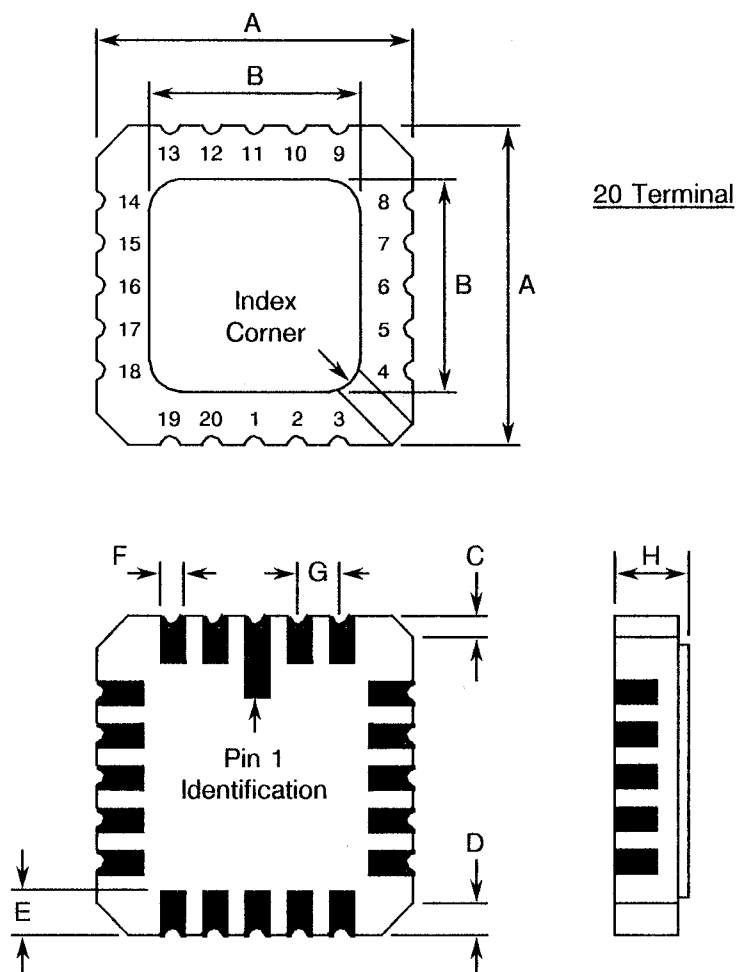 A
B
13 12 11 10 9
14 8
20 Terminal
15 7
16 6
B A
Index
Corner
17 5
18 4
19 20 1 2 3
F G C H
Pin 1
Identification
D
E